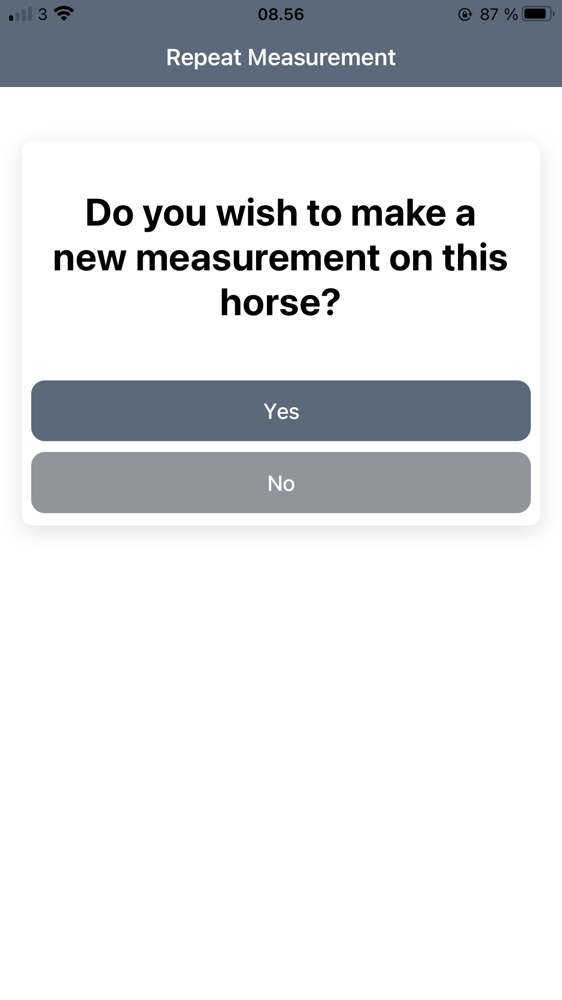 3 08.56 87 %
Repeat Measurement
Do you wish to make a
new measurement on this
horse?
Yes
No